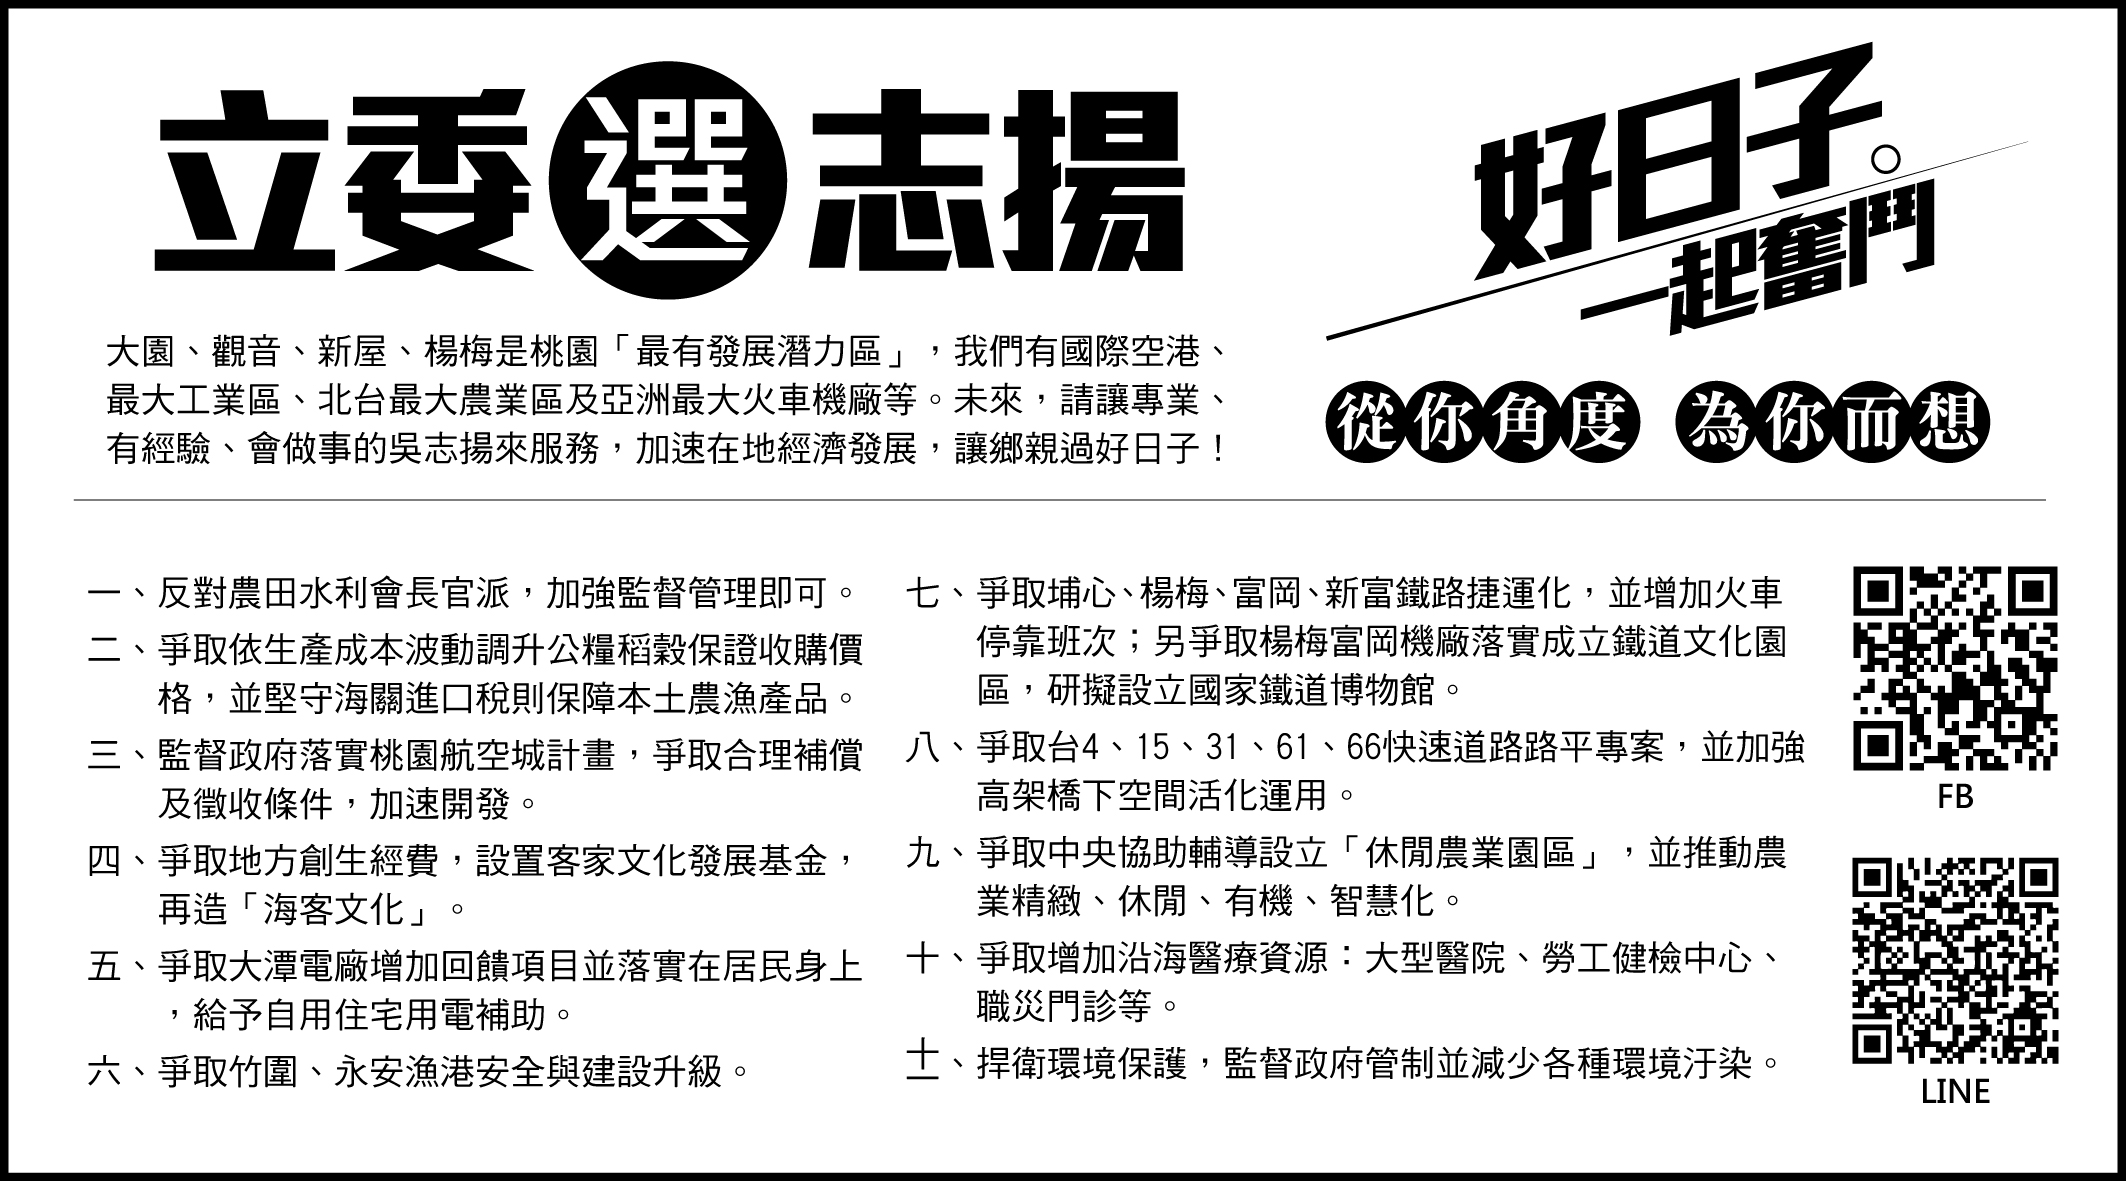 立委選志揚
好日子。
一起奮鬥
大園、觀音、新屋、楊梅是桃園「最有發展潛力區」，我們有國際空港、
最大工業區、北台最大農業區及亞洲最大火車機廠等。未來，請讓專業、
有經驗、會做事的吳志揚來服務，加速在地經濟發展，讓鄉親過好日子！
從你角度 為你而想
一、反對農田水利會長官派，加強監督管理即可。
二、爭取依生產成本波動調升公糧稻穀保證收購價
格，並堅守海關進口稅則保障本土農漁產品。
三、監督政府落實桃園航空城計畫，爭取合理補償
及徵收條件，加速開發。
四、爭取地方創生經費，設置客家文化發展基金，
再造「海客文化」。
五、爭取大潭電廠增加回饋項目並落實在居民身上
，給予自用住宅用電補助。
六、爭取竹圍、永安漁港安全與建設升級。
七、爭取埔心、楊梅、富岡、新富鐵路捷運化，並增加火車
停靠班次；另爭取楊梅富岡機廠落實成立鐵道文化園
區，研擬設立國家鐵道博物館。
八、爭取台4、15、31、61、66快速道路路平專案，並加強
高架橋下空間活化運用。
九、爭取中央協助輔導設立「休閒農業園區」，並推動農
業精緻、休閒、有機、智慧化。
十、爭取增加沿海醫療資源：大型醫院、勞工健檢中心、
職災門診等。
十一、捍衛環境保護，監督政府管制並減少各種環境汙染。
FB
LINE